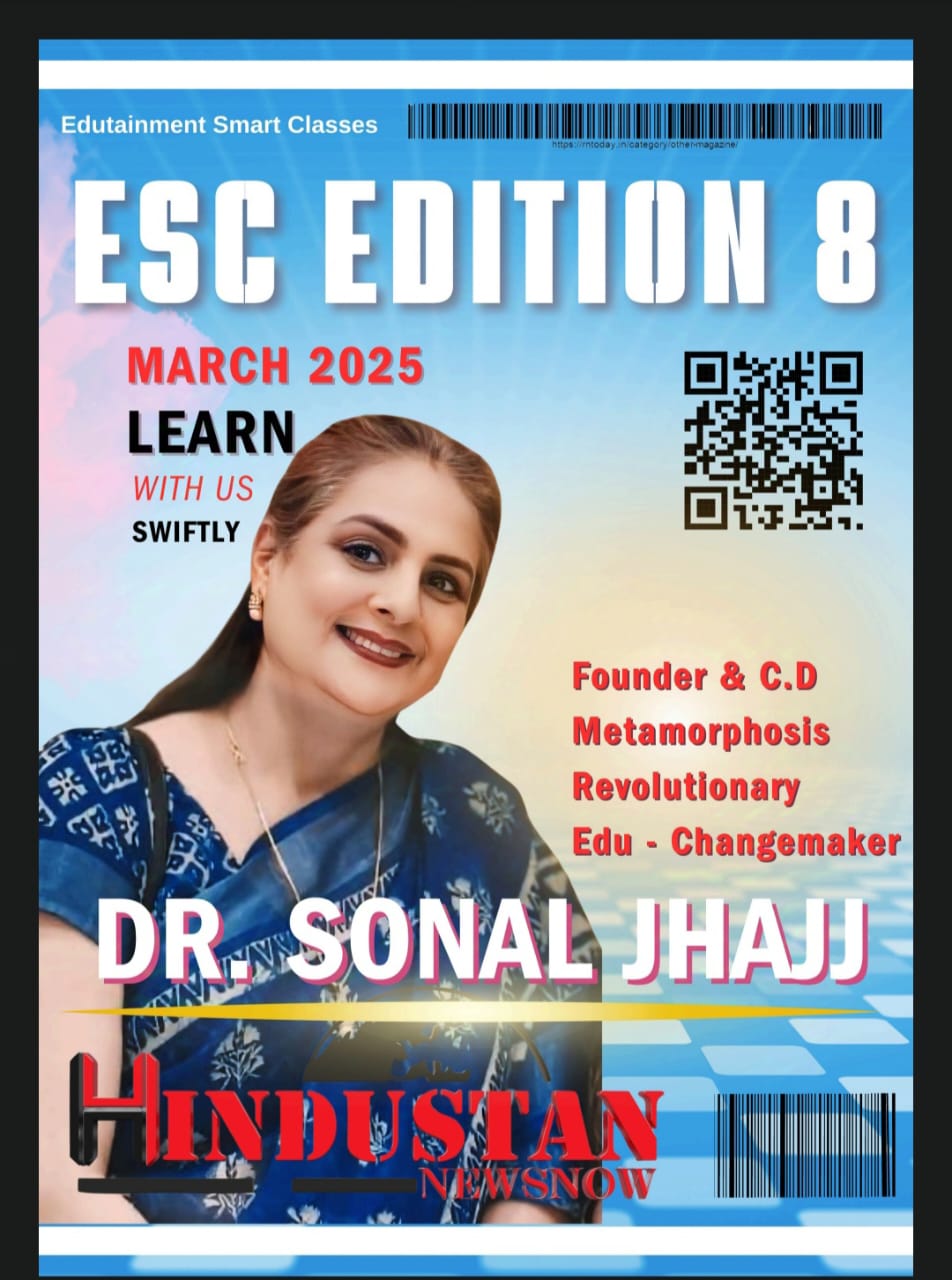 Edutainment Smart Classes
https://rntoday.in/category/other-magazine/
ESC EDITION 8
MARCH 2025
LEARN
WITH US
SWIFTLY
Founder & C.D
Metamorphosis
Revolutionary
Edu - Changemaker
DR. SONAL JHAJJ
HINDUSTAN
NEWSNOW